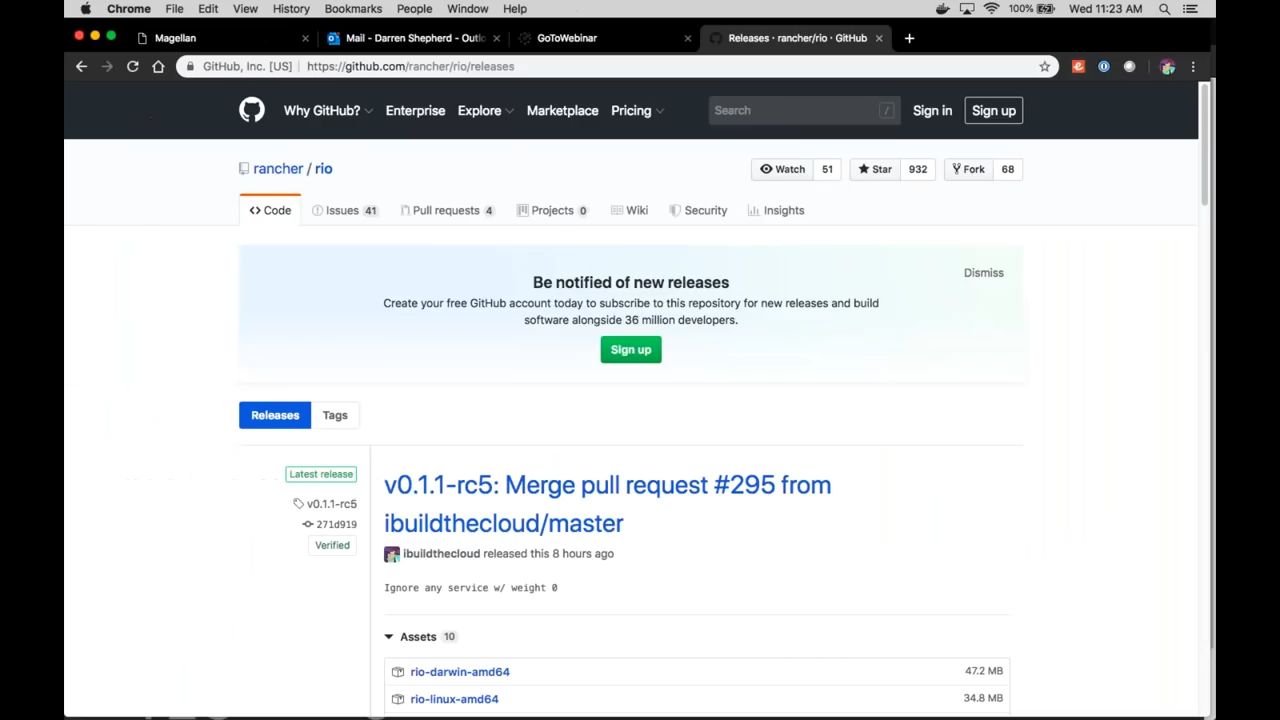 Chrome File Edit View History Bookmarks People Window Help 100% Wed 11:23 AM
Magellan Mail - Darren Shepherd - Outlo GoToWebinar Releases · rancher/rio · GitHub
GitHub, Inc. [US] https://github.com/rancher/rio/releases
Why GitHub? Enterprise Explore Marketplace Pricing Search / Sign in Sign up
rancher / rio Watch 51 Star 932 Fork 68
Code Issues 41 Pull requests 4 Projects 0 Wiki Security Insights
Be notified of new releases Dismiss
Create your free GitHub account today to subscribe to this repository for new releases and build
software alongside 36 million developers.
Sign up
Releases Tags
Latest release
v0.1.1-rc5
271d919
Verified
v0.1.1-rc5: Merge pull request #295 from
ibuildthecloud/master
ibuildthecloud released this 8 hours ago
Ignore any service w/ weight 0
Assets 10
rio-darwin-amd64 47.2 MB
rio-linux-amd64 34.8 MB